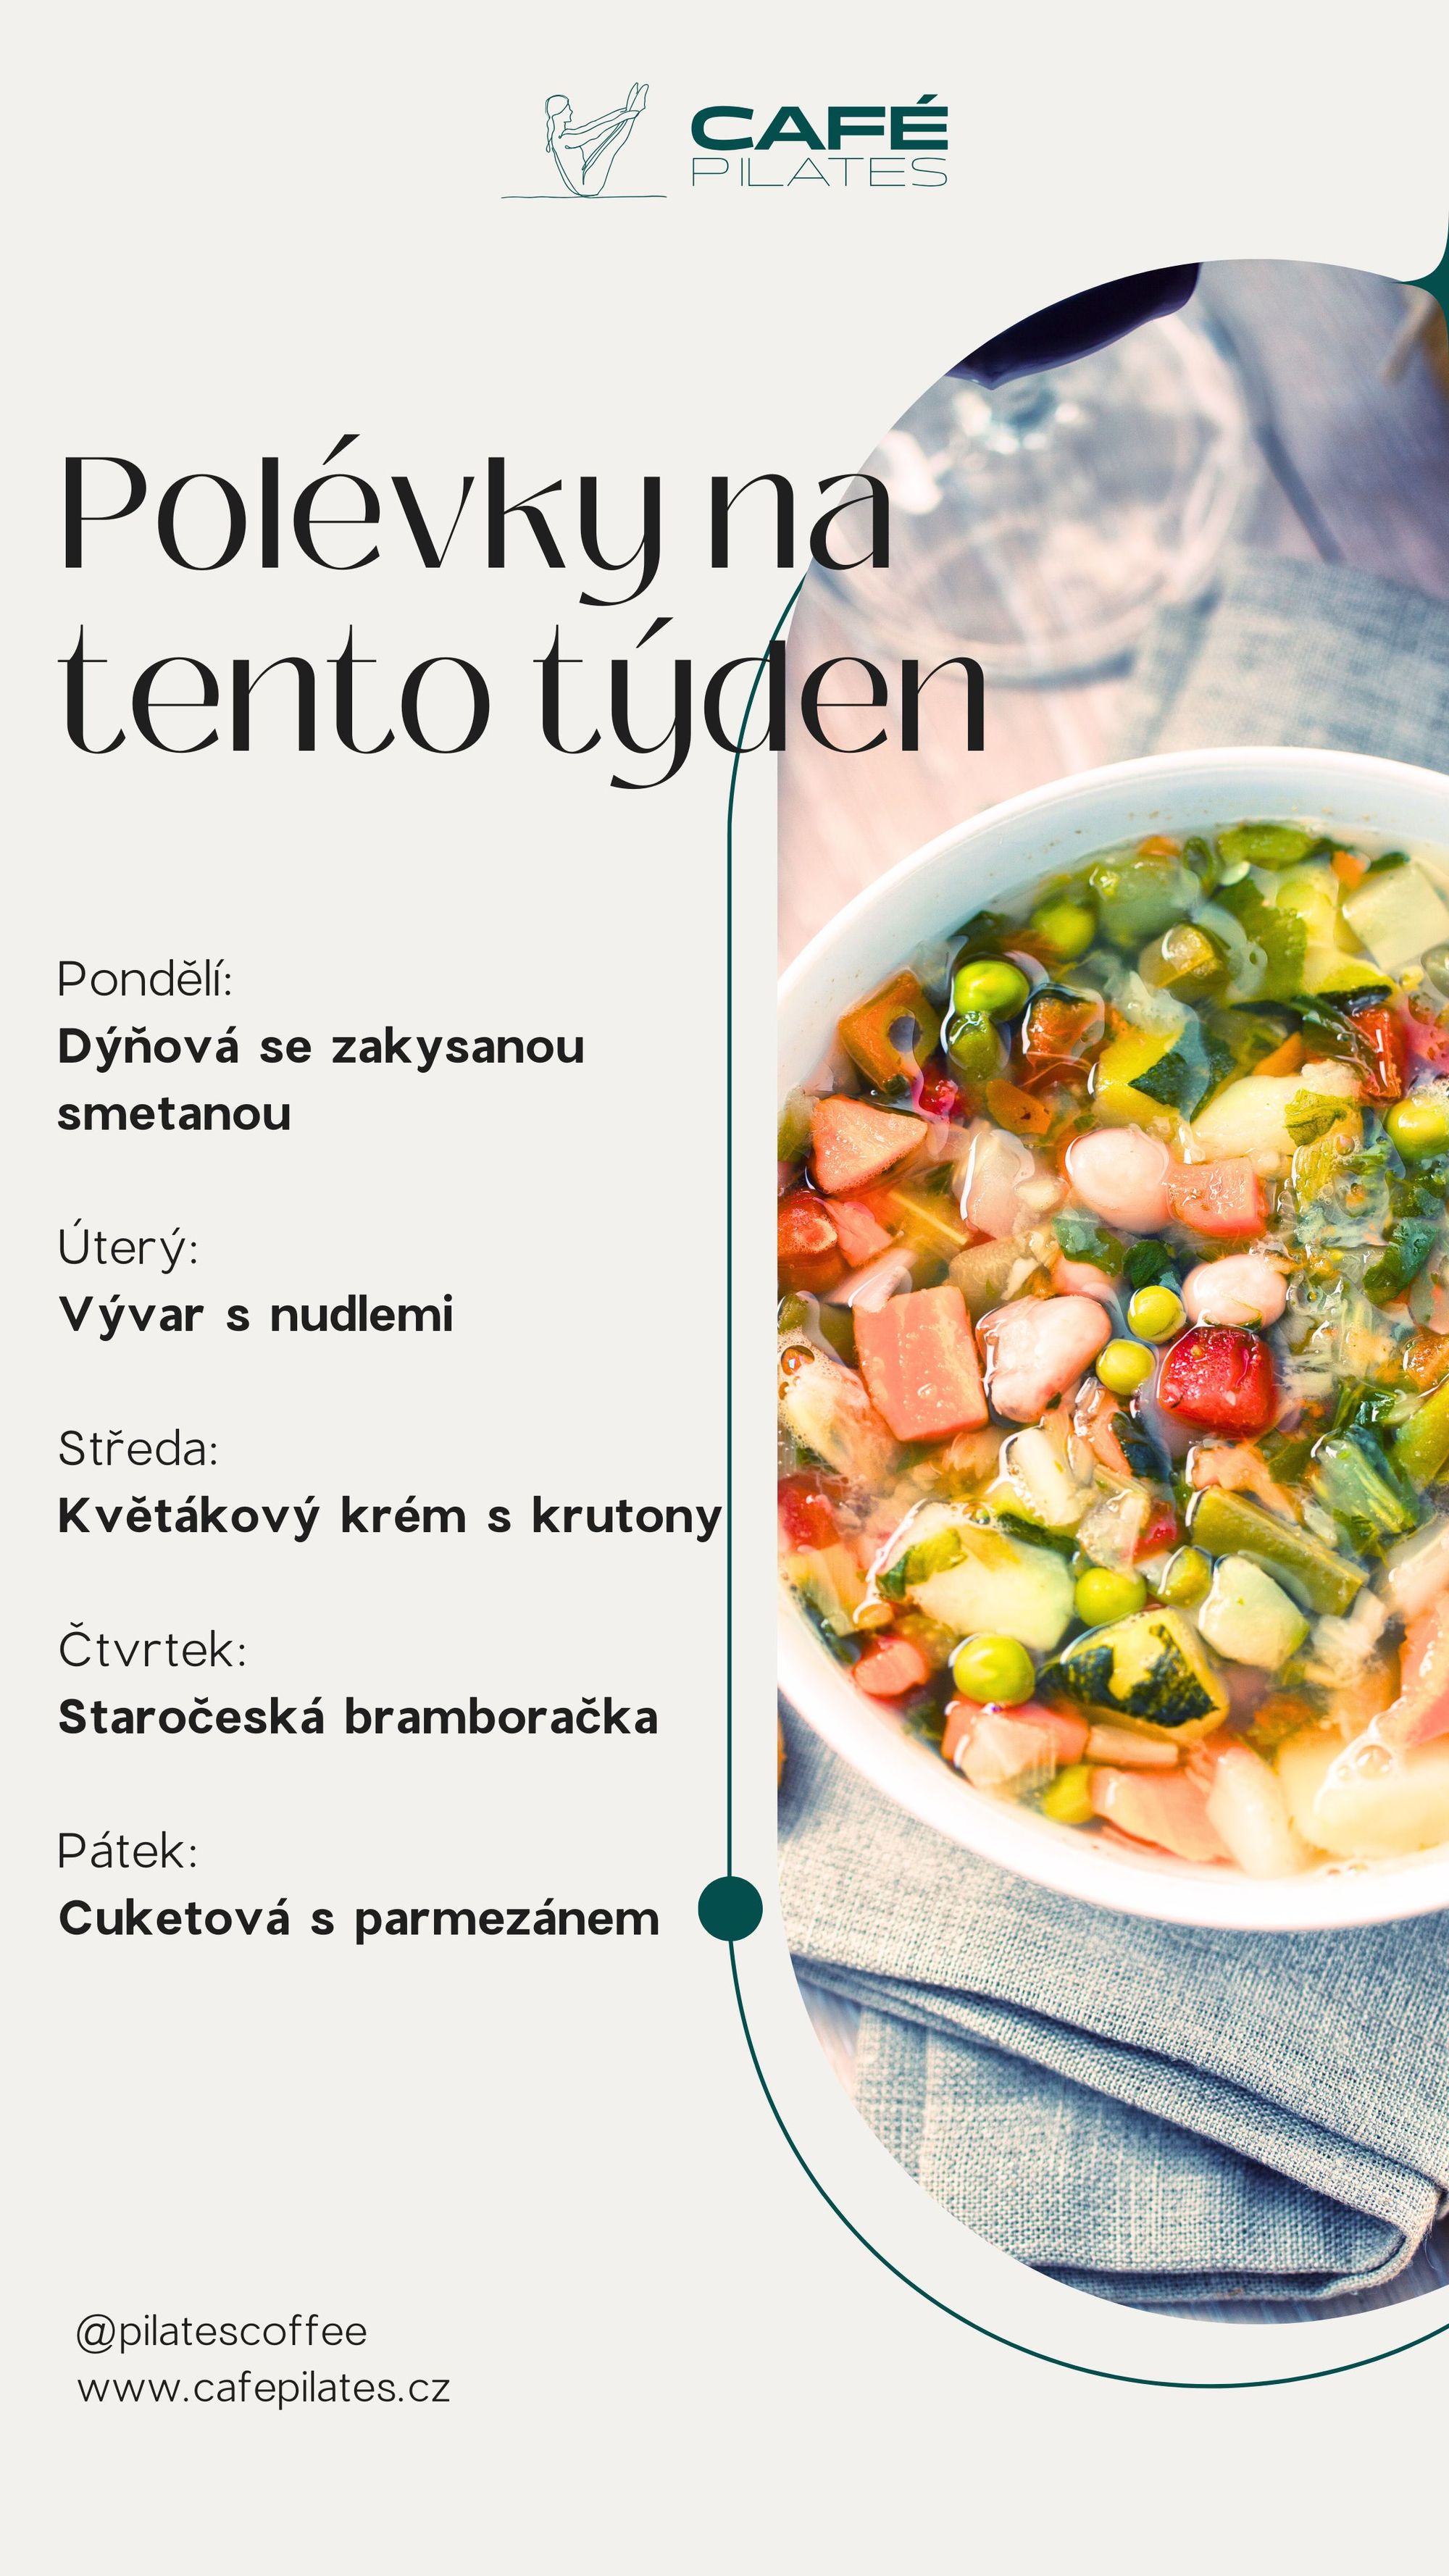 CAFÉ
PILATES
Polévky na
tento týden
Pondělí:
Dýňová se zakysanou
smetanou
Úterý:
Vývar s nudlemi
Středa:
Květákový krém s krutony
Čtvrtek:
Staročeská bramboračka
Pátek:
Cuketová s parmezánem
@pilatescoffee
www.cafepilates.cz